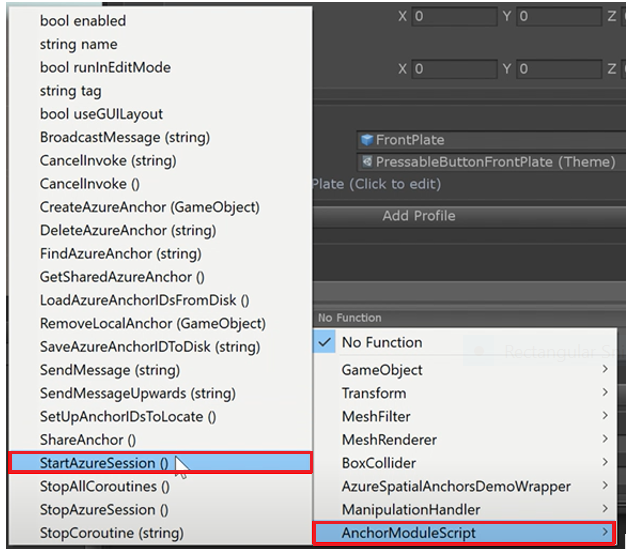 bool enabled
string name
bool runInEditMode
string tag
bool useGUILayout
BroadcastMessage (string)
CancelInvoke (string)
CancelInvoke ()
CreateAzureAnchor (GameObject)
DeleteAzureAnchor (string)
FindAzureAnchor (string)
GetSharedAzureAnchor ()
LoadAzureAnchorIDsFromDisk ()
RemoveLocalAnchor (GameObject)
SaveAzureAnchorIDToDisk (string)
SendMessage (string)
SendMessageUpwards (string)
SetUpAnchorIDsToLocate ()
ShareAnchor ()
StartAzureSession ()
StopAllCoroutines ()
StopAzureSession ()
StopCoroutine (string)
X 0 Y 0 Z
X 0 Y 0 Z
FrontPlate
PressableButtonFrontPlate (Theme)
Plate (Click to edit)
Add Profile
No Function
No Function
GameObject
Transform
MeshFilter
MeshRenderer
BoxCollider
AzureSpatialAnchorsDemoWrapper
ManipulationHandler
AnchorModuleScript